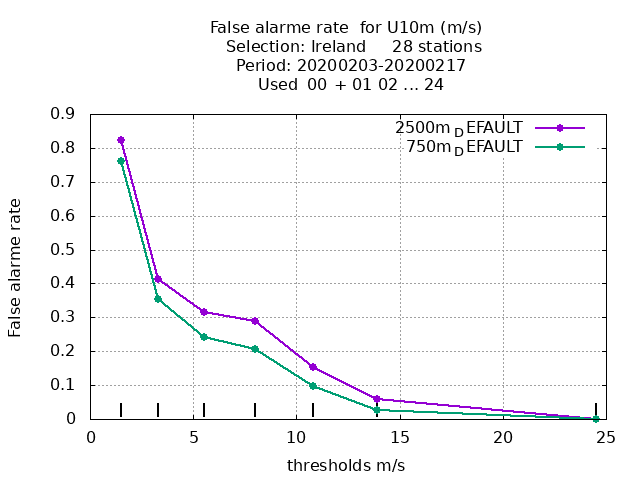 False alarme rate  for U10m (m/s)
Selection: Ireland     28 stations
Period: 20200203-20200217
Used  00  + 01 02 ... 24
2500m_DEFAULT
750m_DEFAULT
False alarme rate
0.9
0.8
0.7
0.6
0.5
0.4
0.3
0.2
0.1
0
0 5 10 15 20 25
thresholds m/s